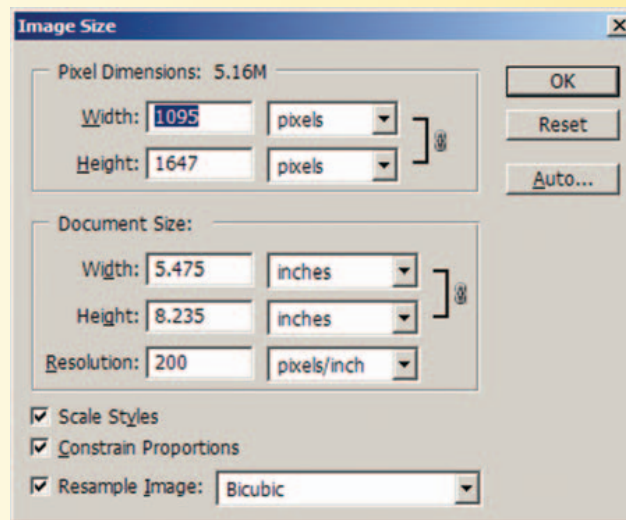 Image Size
Pixel Dimensions: 5.16M
Width: 1095 pixels
Height: 1647 pixels
OK
Reset
Auto...
Document Size:
Width: 5.475 inches
Height: 8.235 inches
Resolution: 200 pixels/inch
Scale Styles
Constrain Proportions
Resample Image: Bicubic